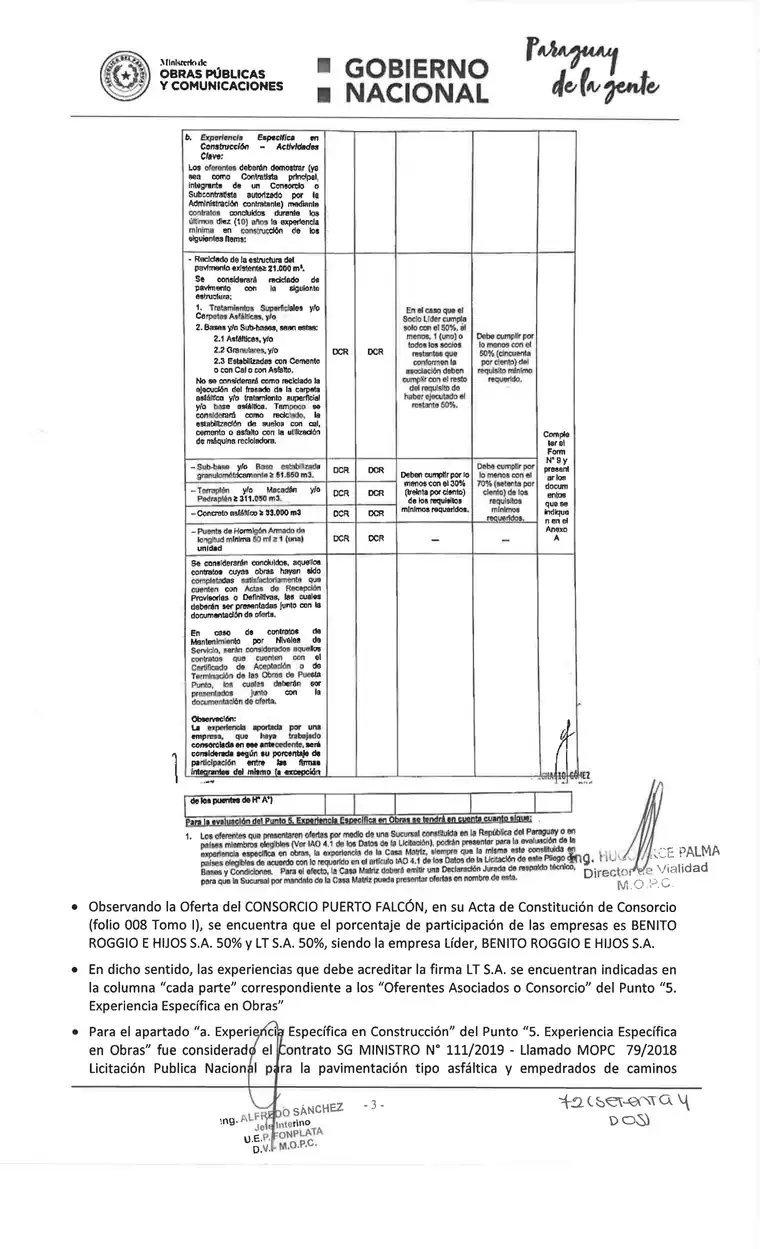 Ministerio de
OBRAS PÚBLICAS
Y COMUNICACIONES
GOBIERNO
NACIONAL
Paraguay
de la gente
b. Experiencia Específica en
Construcción – Actividades
Clave:
Los oferentes deberán demostrar (ya
sea como Contratista principal,
integrante de un Consorcio o
Subcontratista autorizado por la
Administración contratante) mediante
contratos concluidos durante los
últimos diez (10) años la experiencia
mínima en construcción de los
siguientes ítems:
- Reciclado de la estructura del
pavimento existente≥ 21.000 m³.
Se considerará reciclado de
pavimento con la siguiente
estructura:
1. Tratamientos Superficiales y/o
Carpetas Asfálticas, y/o
2. Bases y/o Sub-bases, sean estas:
2.1 Asfálticas, y/o
2.2 Granulares, y/o
2.3 Estabilizadas con Cemento
o con Cal o con Asfalto.
No se considerará como reciclado la
ejecución del fresado de la carpeta
asfáltica y/o tratamiento superficial
y/o base asfáltica. Tampoco se
considerará como reciclado, la
estabilización de suelos con cal,
cemento o asfalto con la utilización
de máquina recicladora.
DCR
DCR
En el caso que el
Socio Líder cumpla
solo con el 50%, al
menos, 1 (uno) o
todos los socios
restantes que
conformen la
asociación deben
cumplir con el resto
del requisito de
haber ejecutado el
restante 50%.
Debe cumplir por
lo menos con el
50% (cincuenta
por ciento) del
requisito mínimo
requerido.
Comple
tar el
Form
N° 9 y
present
ar los
docum
entos
que se
indique
n en el
Anexo
A
– Sub-base y/o Base estabilizada
granulométricamente ≥ 51.550 m3.
DCR
DCR
– Terraplén y/o Macadán y/o
Pedraplén ≥ 311.050 m3.
DCR
DCR
– Concreto asfáltico ≥ 33.000 m3
DCR
DCR
Deben cumplir por lo
menos con el 30%
(treinta por ciento)
de los requisitos
mínimos requeridos.
Debe cumplir por
lo menos con el
70% (setenta por
ciento) de los
requisitos
mínimos
requeridos.
– Puente de Hormigón Armado de
longitud mínima 50 ml ≥ 1 (una)
unidad
DCR
DCR
–
–
Se considerarán concluidos, aquellos
contratos cuyas obras hayan sido
completadas satisfactoriamente que
cuenten con Actas de Recepción
Provisorias o Definitivas, las cuales
deberán ser presentadas junto con la
documentación de oferta.
En caso de contratos de
Mantenimiento por Niveles de
Servicio, serán considerados aquellos
contratos que cuenten con el
Certificado de Aceptación o de
Terminación de las Obras de Puesta
Punto, los cuales deberán ser
presentados junto con la
documentación de oferta.
Observación:
La experiencia aportada por una
empresa, que haya trabajado
consorciada en ese antecedente, será
considerada según su porcentaje de
participación entre las firmas
integrantes del mismo (a excepción
de los puentes de H° A°)
Para la evaluación del Punto 5. Experiencia Específica en Obras se tendrá en cuenta cuanto sigue:
1. Los oferentes que presentaren ofertas por medio de una Sucursal constituida en la República del Paraguay o en
países miembros elegibles (Ver IAO 4.1 de los Datos de la Licitación), podrán presentar para la evaluación de la
experiencia específica en obras, la experiencia de la Casa Matriz, siempre que la misma este constituida en
países elegibles de acuerdo con lo requerido en el artículo IAO 4.1 de los Datos de la Licitación de este Pliego de
Bases y Condiciones. Para el efecto, la Casa Matriz deberá emitir una Declaración Jurada de respaldo técnico,
para que la Sucursal por mandato de la Casa Matriz pueda presentar ofertas en nombre de esta.
PALMA
Director de Vialidad
M.O.P.C.
• Observando la Oferta del CONSORCIO PUERTO FALCÓN, en su Acta de Constitución de Consorcio
(folio 008 Tomo I), se encuentra que el porcentaje de participación de las empresas es BENITO
ROGGIO E HIJOS S.A. 50% y LT S.A. 50%, siendo la empresa Líder, BENITO ROGGIO E HIJOS S.A.
• En dicho sentido, las experiencias que debe acreditar la firma LT S.A. se encuentran indicadas en
la columna “cada parte” correspondiente a los “Oferentes Asociados o Consorcio” del Punto “5.
Experiencia Específica en Obras”
• Para el apartado “a. Experiencia Específica en Construcción” del Punto “5. Experiencia Específica
en Obras” fue considerado el Contrato SG MINISTRO N° 111/2019 - Llamado MOPC 79/2018
Licitación Publica Nacional para la pavimentación tipo asfáltica y empedrados de caminos
Ing. ALFREDO SÁNCHEZ
Jefe Interino
U.E.P. FONPLATA
D.V. - M.O.P.C.
- 3 -
72 (SETENTA Y
DOS)